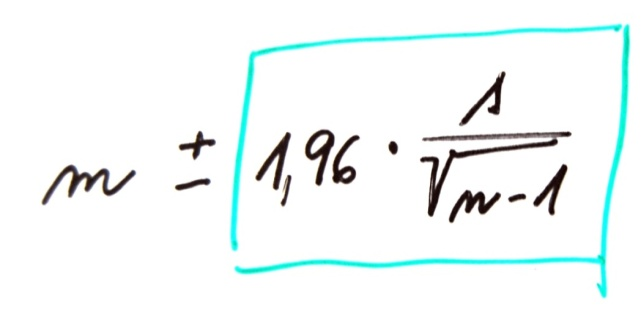 m ± 1,96 · s/√(n-1)